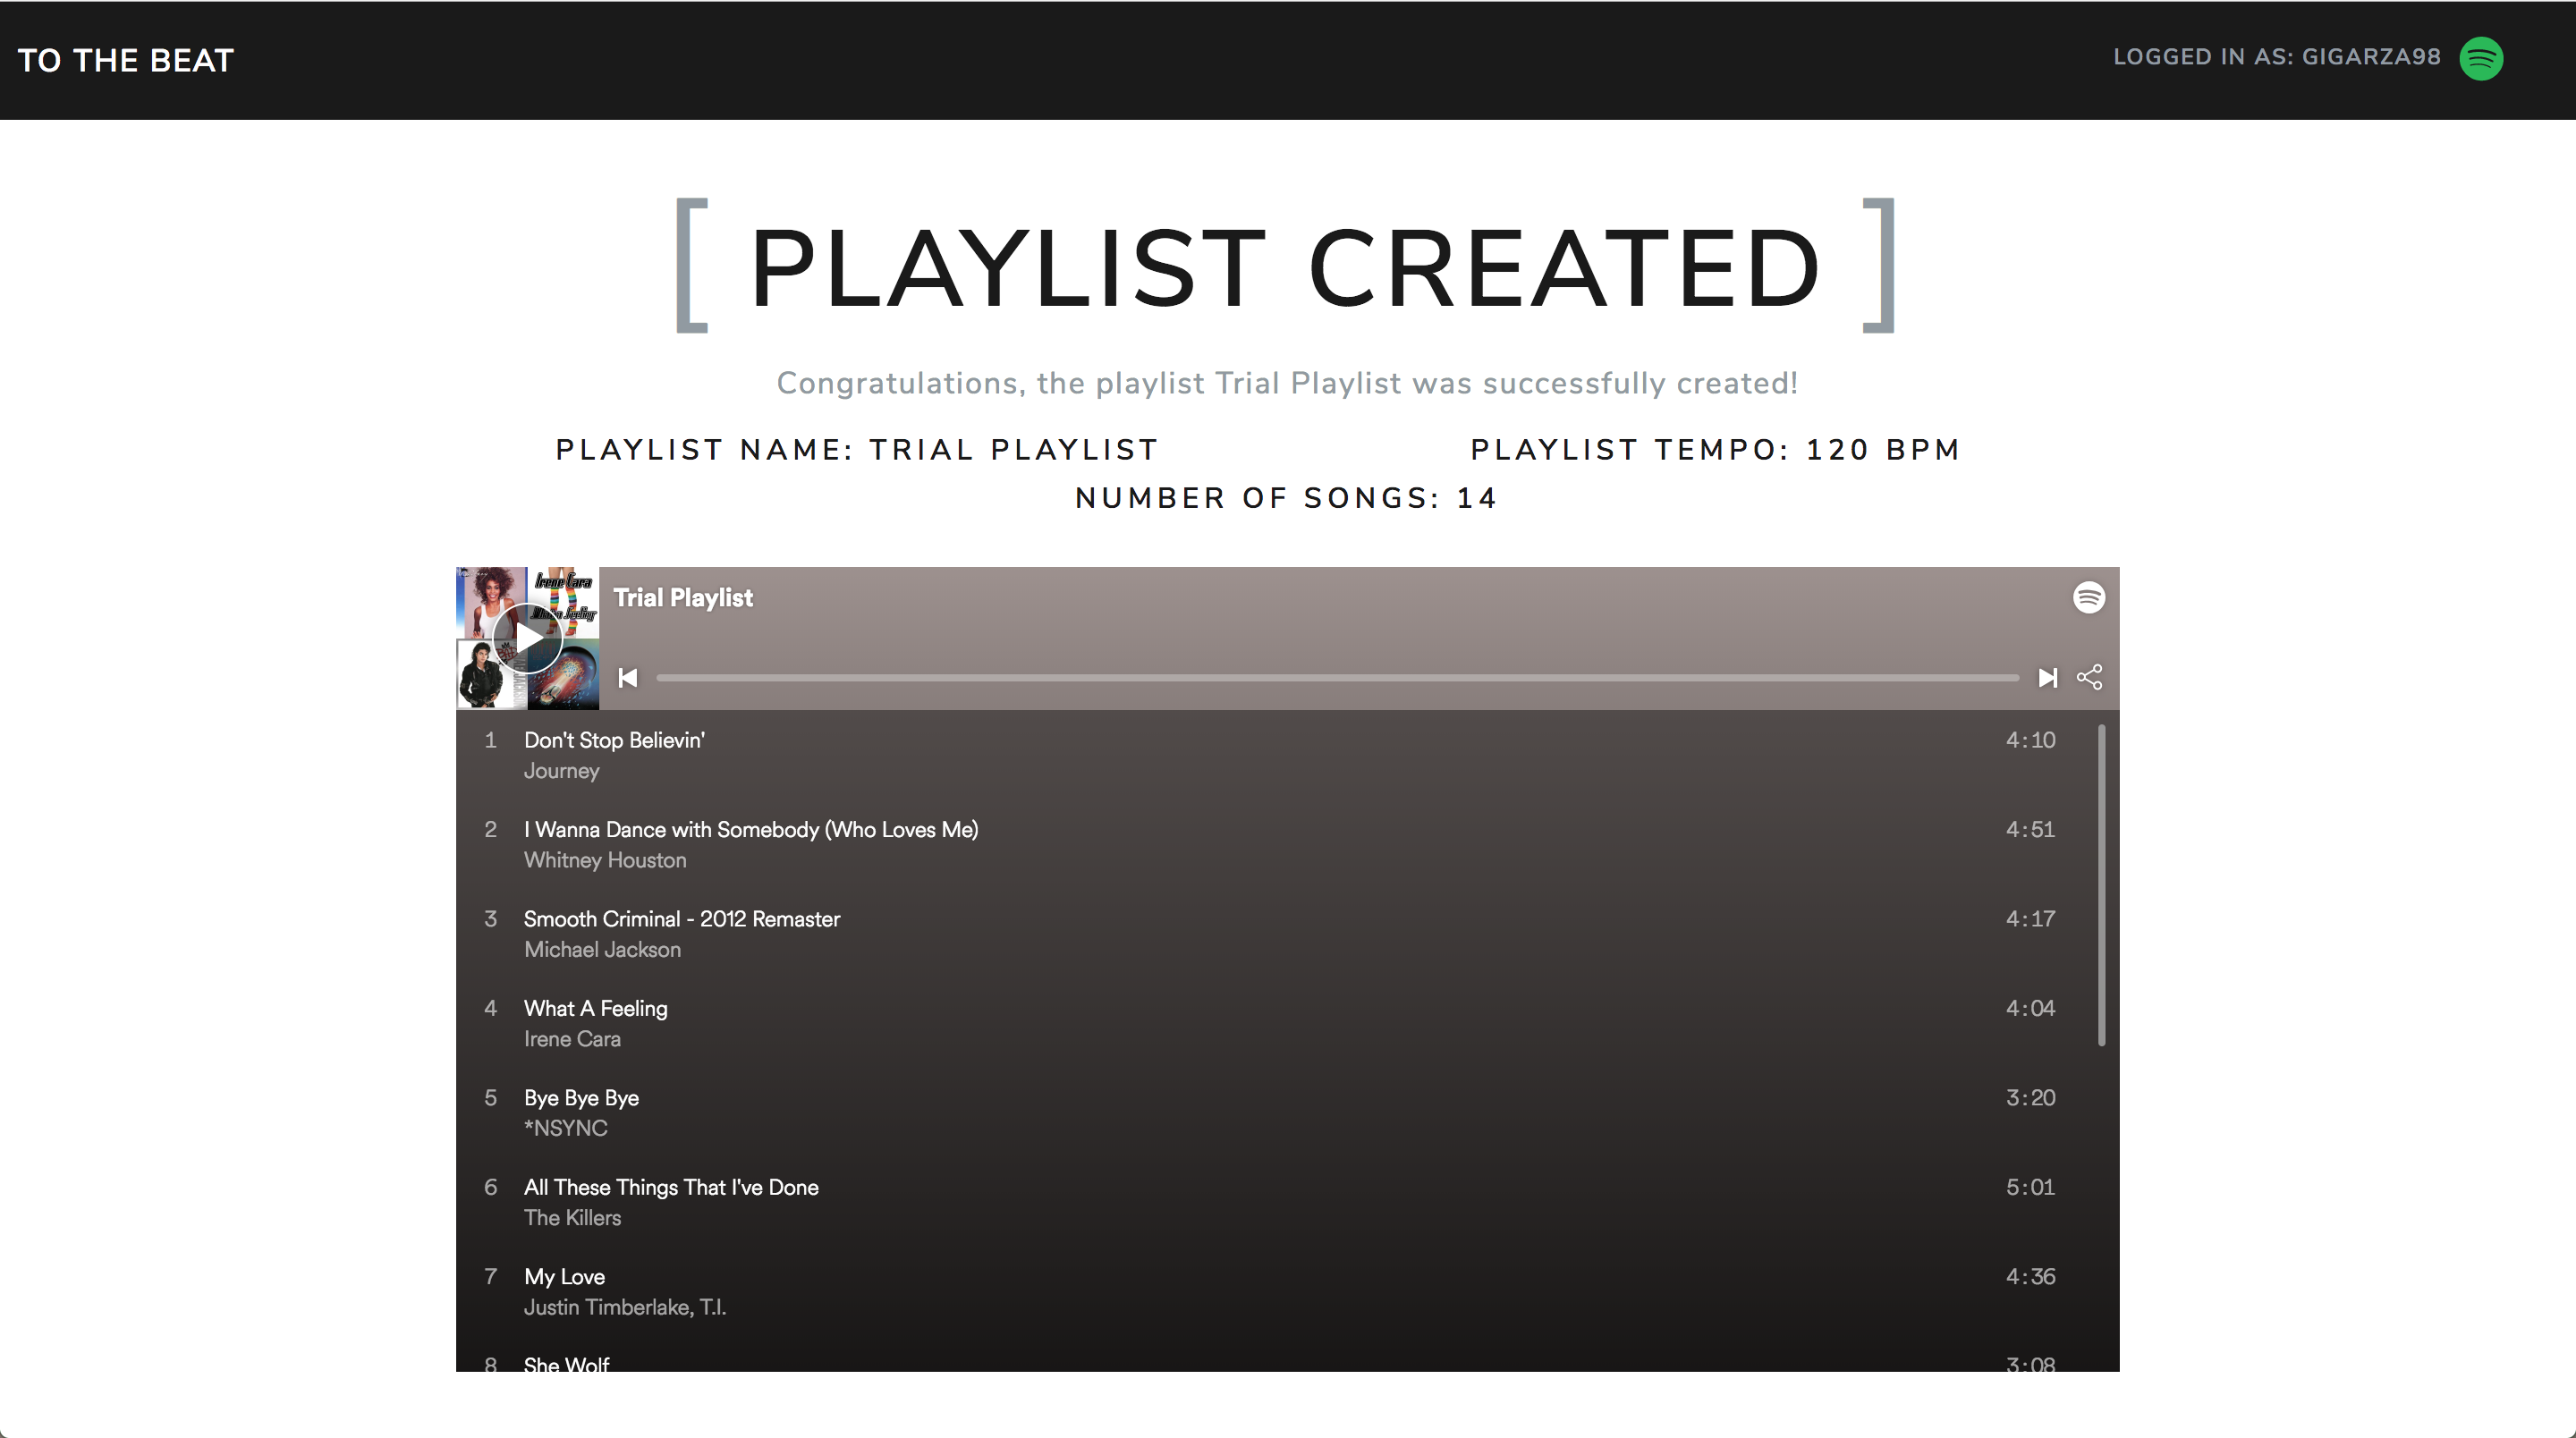 TO THE BEAT
LOGGED IN AS: GIGARZA98
[ PLAYLIST CREATED ]
Congratulations, the playlist Trial Playlist was successfully created!
PLAYLIST NAME: TRIAL PLAYLIST
PLAYLIST TEMPO: 120 BPM
NUMBER OF SONGS: 14
Irene Cara
Trial Playlist
1 Don't Stop Believin' 4:10
Journey
2 I Wanna Dance with Somebody (Who Loves Me) 4:51
Whitney Houston
3 Smooth Criminal - 2012 Remaster 4:17
Michael Jackson
4 What A Feeling 4:04
Irene Cara
5 Bye Bye Bye 3:20
*NSYNC
6 All These Things That I've Done 5:01
The Killers
7 My Love 4:36
Justin Timberlake, T.I.
8 She Wolf 3:08